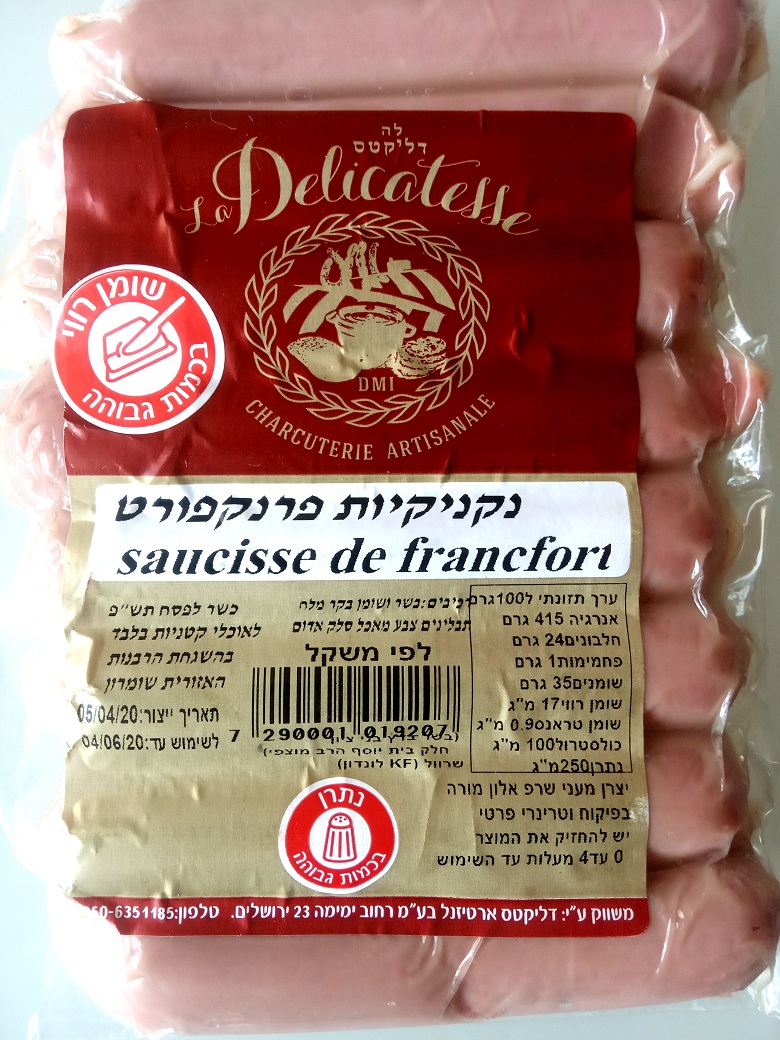 לה
דליקטס
La Delicatesse
DMI
CHARCUTERIE ARTISANALE
שומן רווי
בכמות גבוהה
נקניקיות פרנקפורט
saucisse de francfort
כשר לפסח תש״פ
לאוכלי קטניות בלבד
בהשגחת הרבנות
האזורית שומרון
תאריך ייצור:05/04/20
לשימוש עד:04/06/20
בשר ושומן בקר מלח
תבלינים צבע מאכל סלק אדום
לפי משקל
7 290001 019207
חלק בית יוסף הרב מוצפי)
שרוול (KF לונדון)
ערך תזונתי ל100גרם
אנרגיה 415 גרם
חלבונים24 גרם
פחמימות1 גרם
שומנים35 גרם
שומן רווי17 מ"ג
שומן טראנס0.9 מ"ג
כולסטרול100 מ"ג
נתרן250מ"ג
יצרן מעני שרפ אלון מורה
בפיקוח וטרינרי פרטי
יש להחזיק את המוצר
0 עד4 מעלות עד השימוש
נתרן
בכמות גבוהה
משווק ע״י: דליקטס ארטיזנל בע״מ רחוב ימימה 23 ירושלים. טלפון:050-6351185